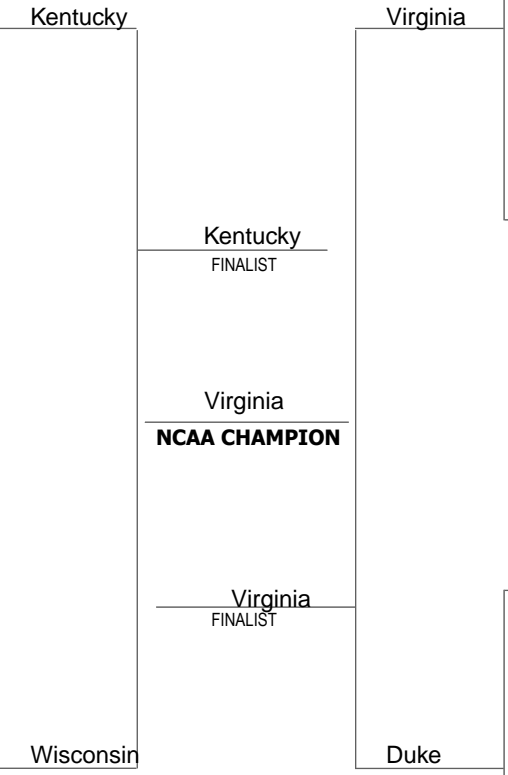 Kentucky
Virginia
Kentucky
FINALIST
Virginia
NCAA CHAMPION
Virginia
FINALIST
Wisconsin
Duke